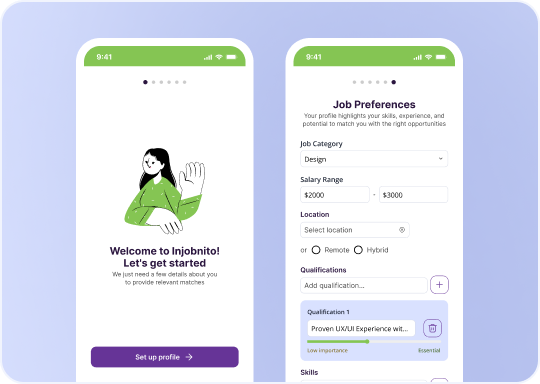 9:41
Welcome to Injobnito!
Let's get started
We just need a few details about you
to provide relevant matches
Set up profile
9:41
Job Preferences
Your profile highlights your skills, experience, and
potential to match you with the right opportunities
Job Category
Design
Salary Range
$2000 - $3000
Location
Select location
or Remote Hybrid
Qualifications
Add qualification...
Qualification 1
Proven UX/UI Experience wit...
Low importance Essential
Skills